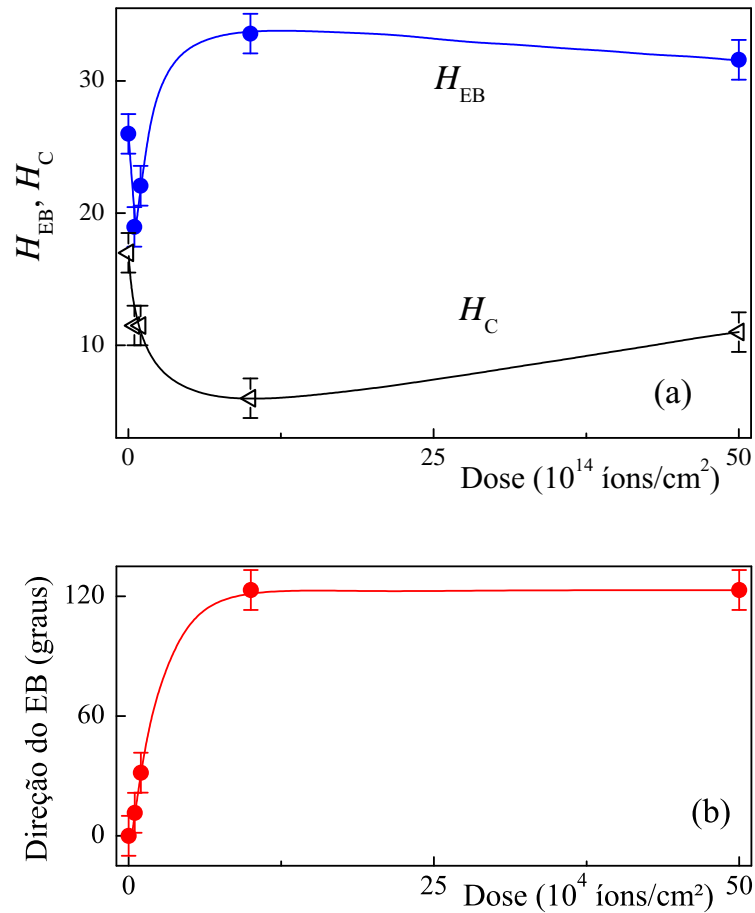 30
20
10
H_EB, H_C
H_EB
H_C
(a)
0
25
50
Dose (10^14 íons/cm^2)
120
60
0
Direção do EB (graus)
(b)
0
25
50
Dose (10^4 íons/cm²)